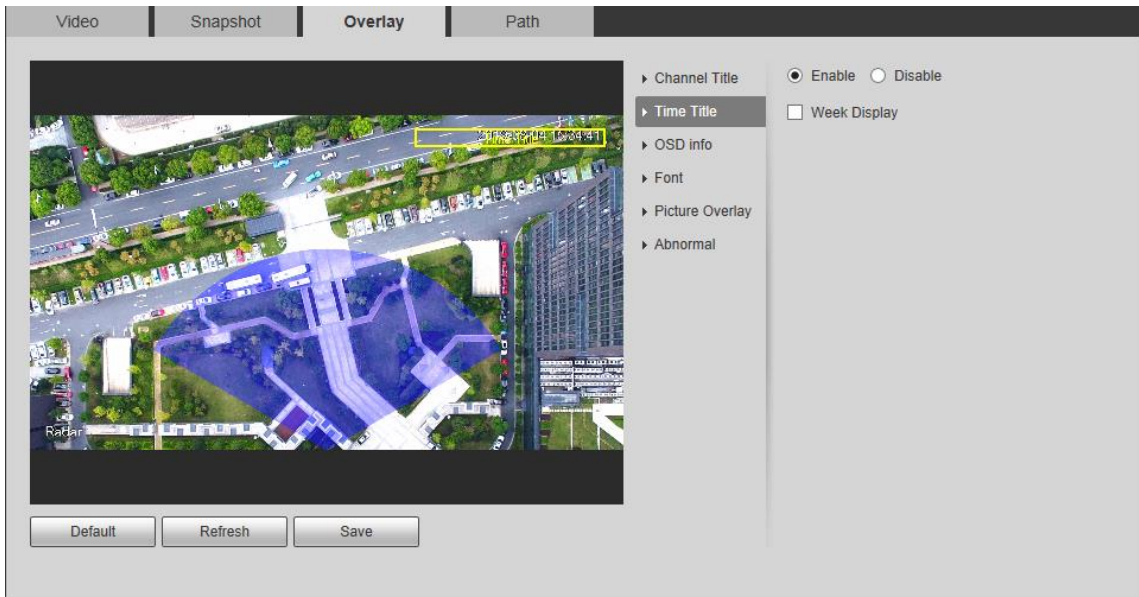 Video Snapshot Overlay Path
Channel Title
Time Title
OSD info
Font
Picture Overlay
Abnormal
Enable Disable
Week Display
Radar
Default Refresh Save